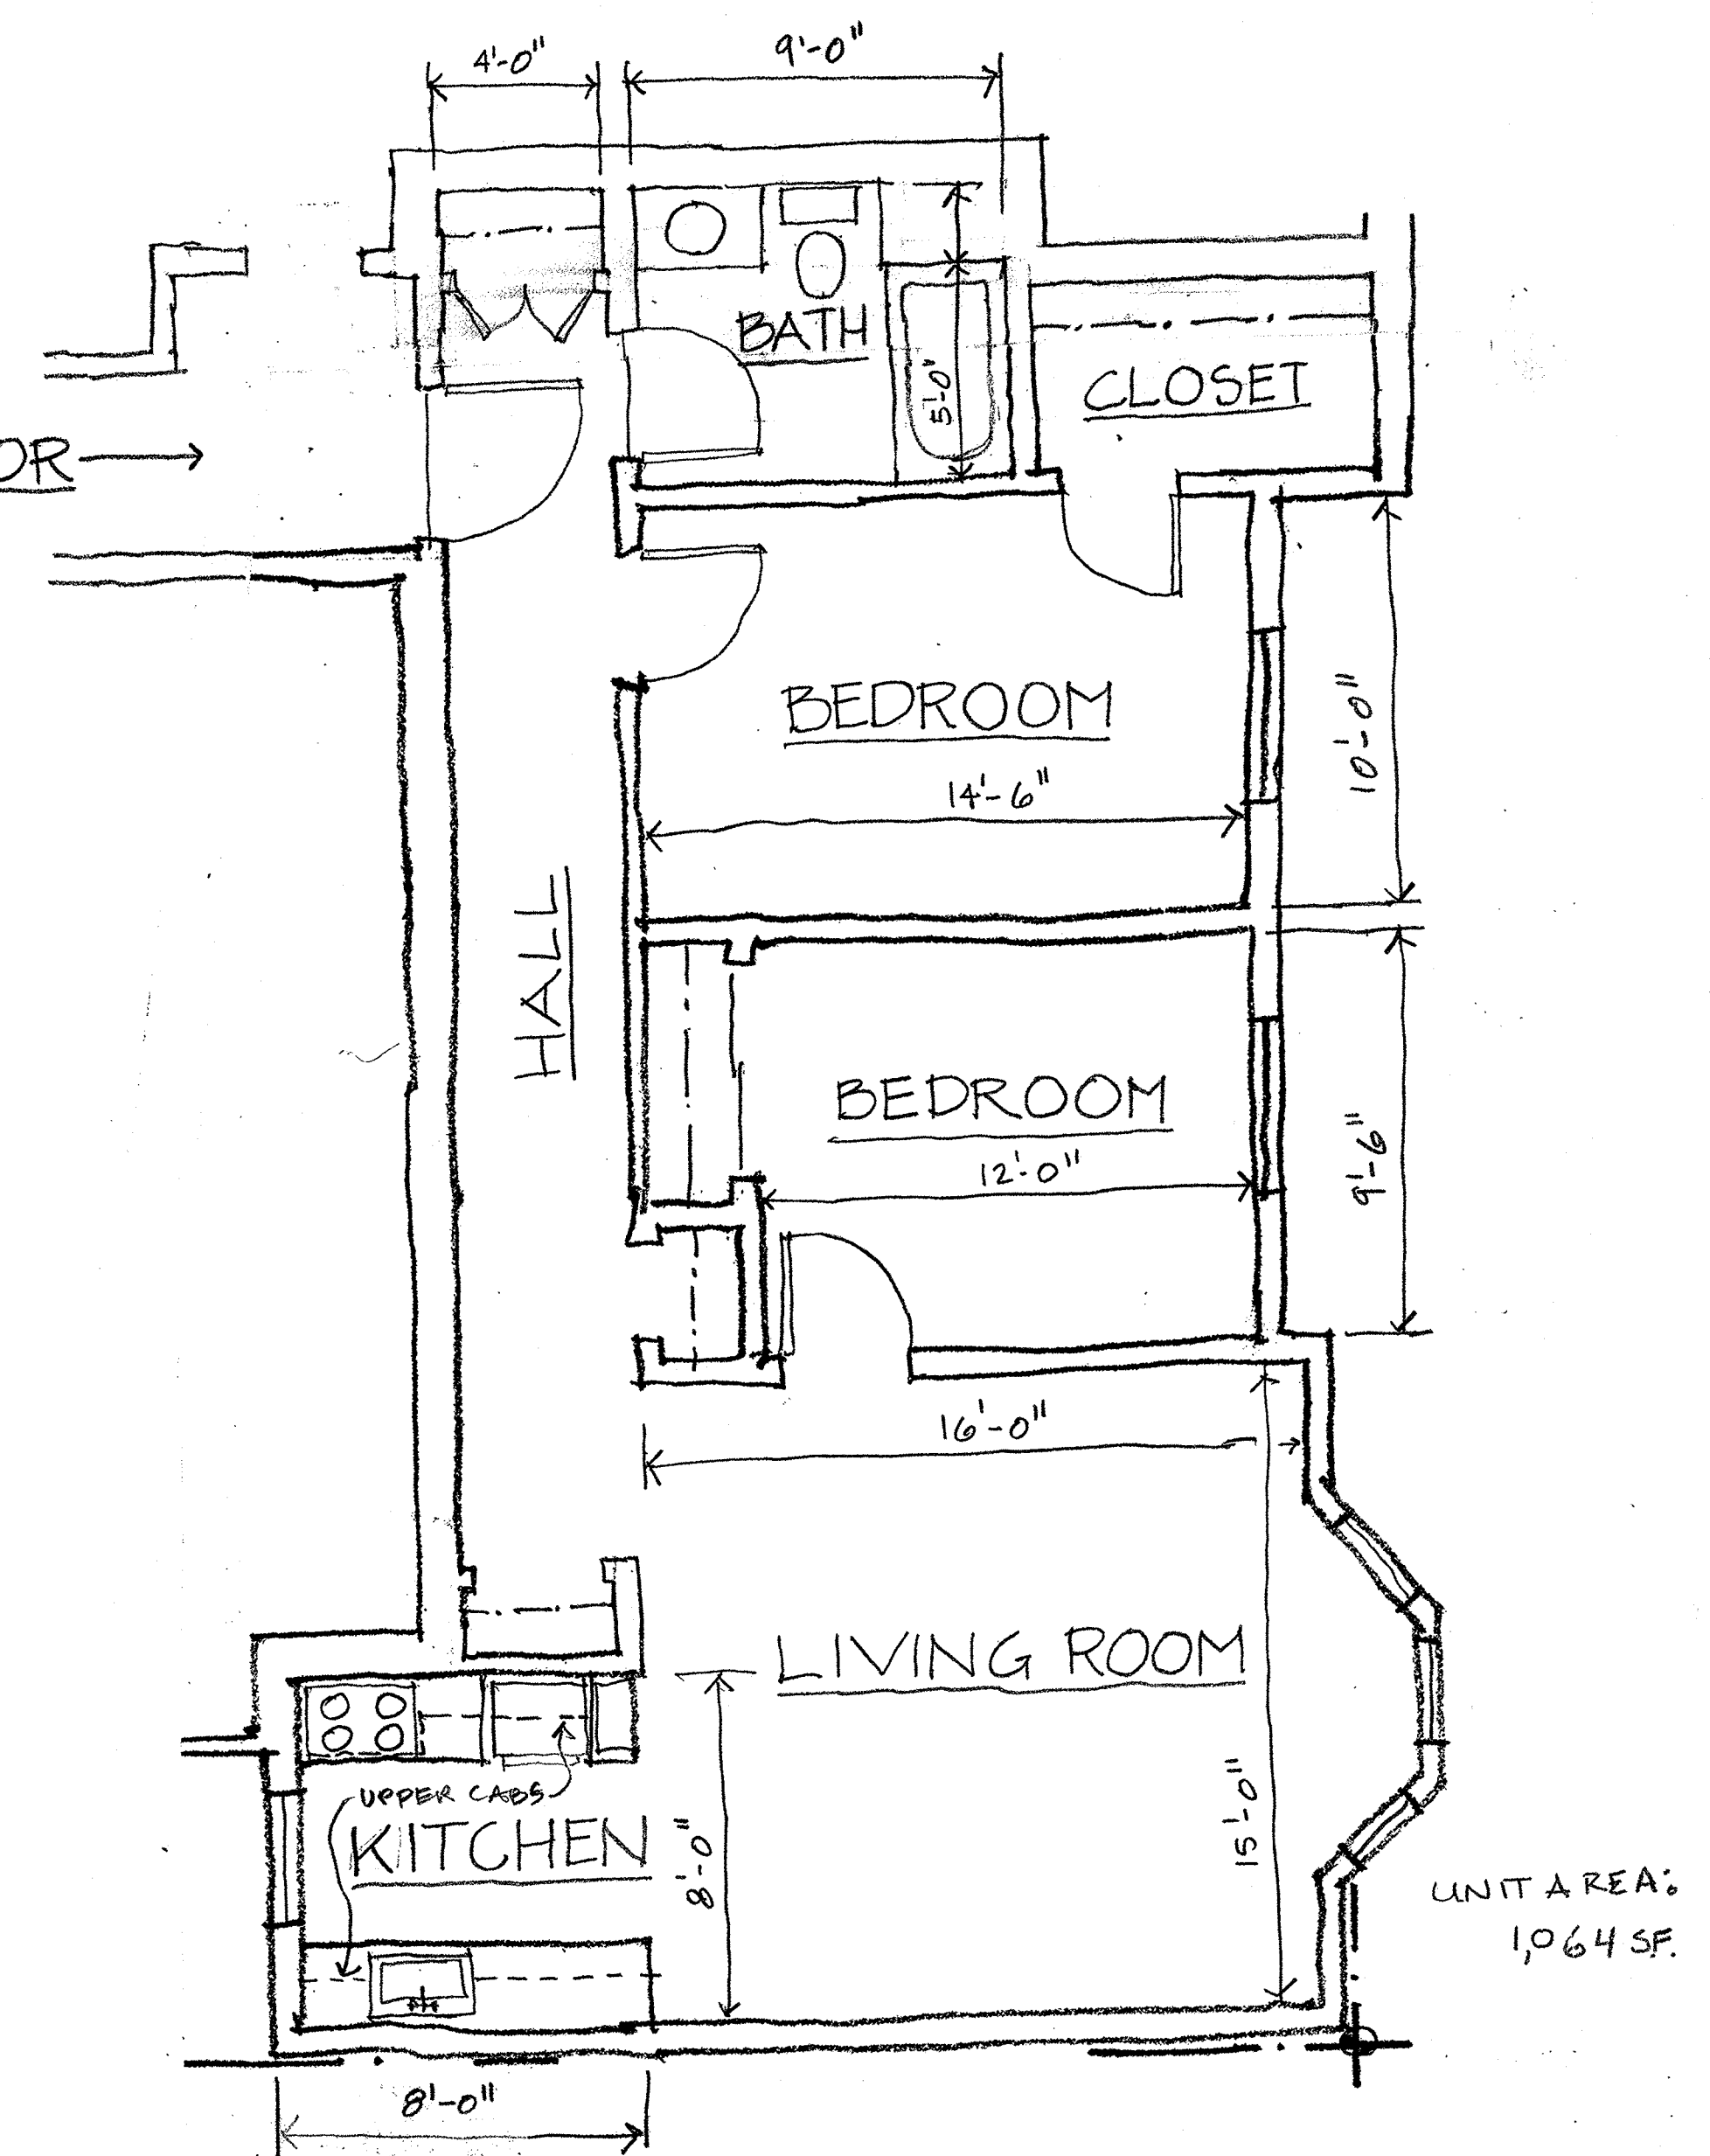 4'-0"
9'-0"
BATH
5'-0"
CLOSET
OR
BEDROOM
14'-6"
10'-0"
HALL
BEDROOM
12'-0"
9'-6"
16'-0"
LIVING ROOM
UPPER CABS
KITCHEN
8'-0"
15'-0"
UNIT AREA:
1,064 S.F.
8'-0"